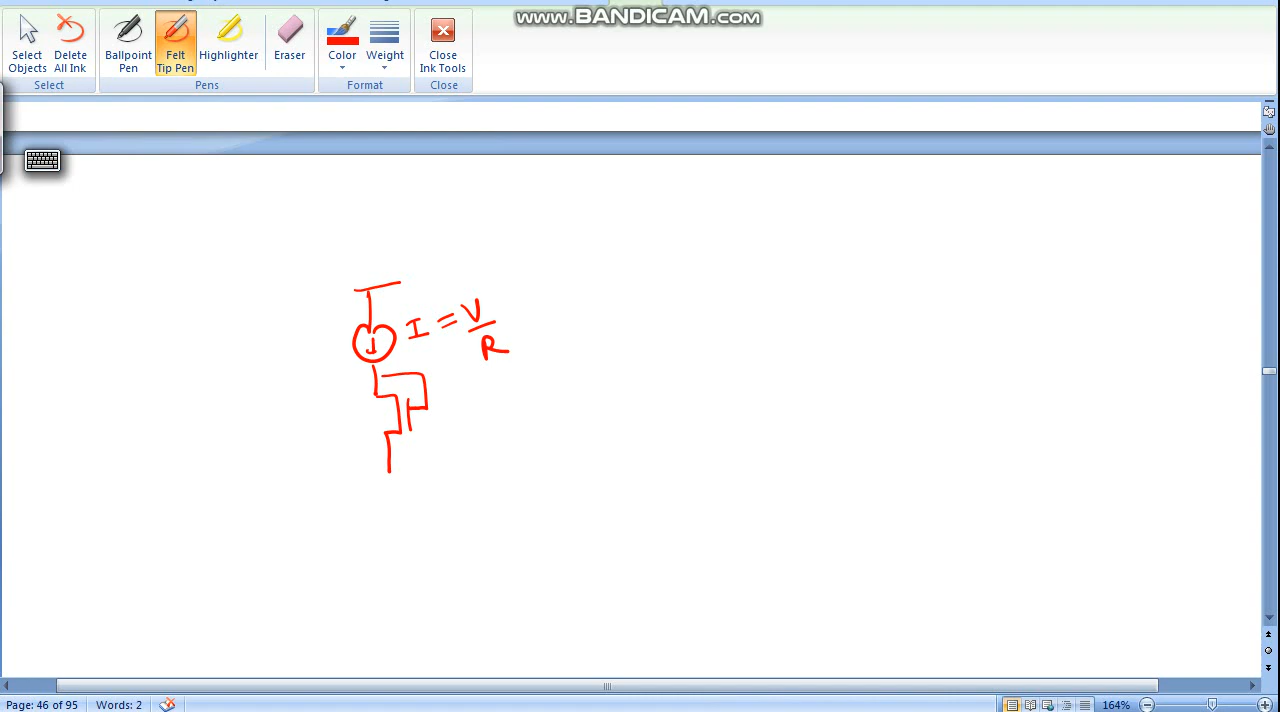 www.BANDICAM.com
Select Objects
Delete All Ink
Ballpoint Pen
Felt Tip Pen
Highlighter
Eraser
Color
Weight
Close Ink Tools
Select
Pens
Format
Close
I = V/R
Page: 46 of 95
Words: 2
164%